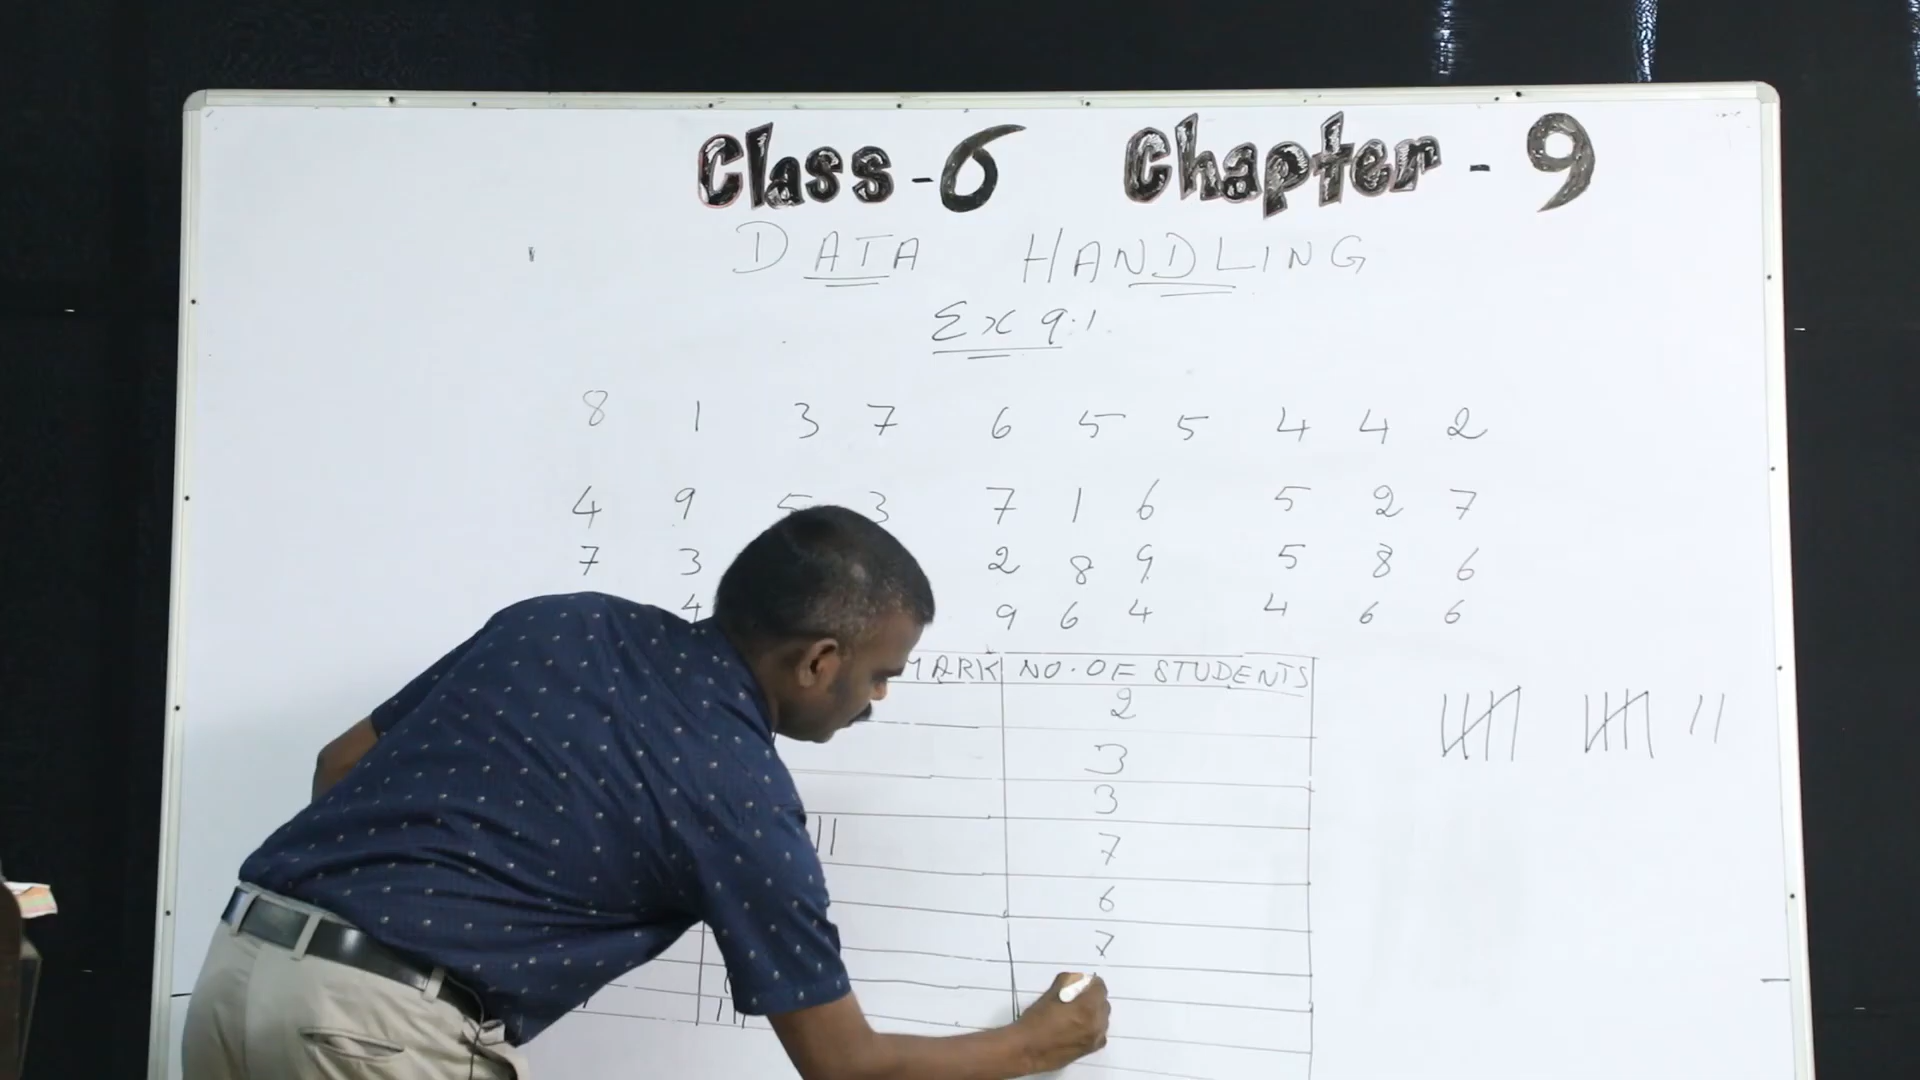 Class-6 Chapter-9
DATA HANDLING
Ex 9.1
8 1 3 7 6 5 5 4 4 2
4 9 5 3 7 1 6 5 2 7
7 3 2 8 9 5 8 6
4 9 6 4 4 6 6
MARK NO. OF STUDENTS
2
3
3
7
6
7